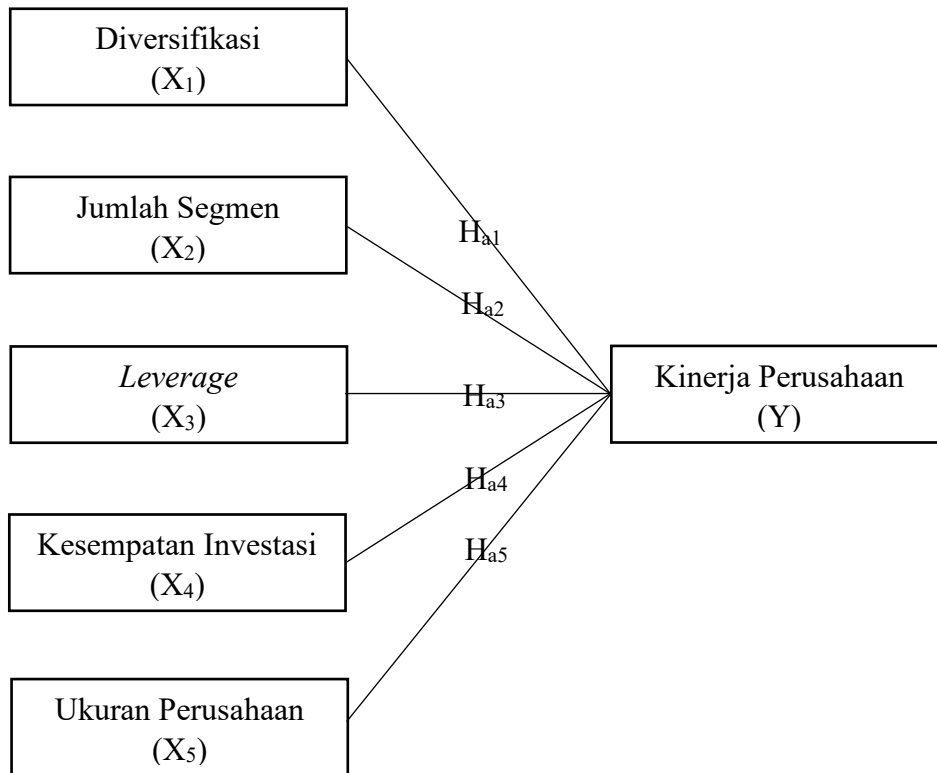 Diversifikasi
(X₁)
Jumlah Segmen
(X₂)
Hₐ₁
Hₐ₂
Leverage
(X₃)
Hₐ₃
Kinerja Perusahaan
(Y)
Hₐ₄
Kesempatan Investasi
(X₄)
Hₐ₅
Ukuran Perusahaan
(X₅)